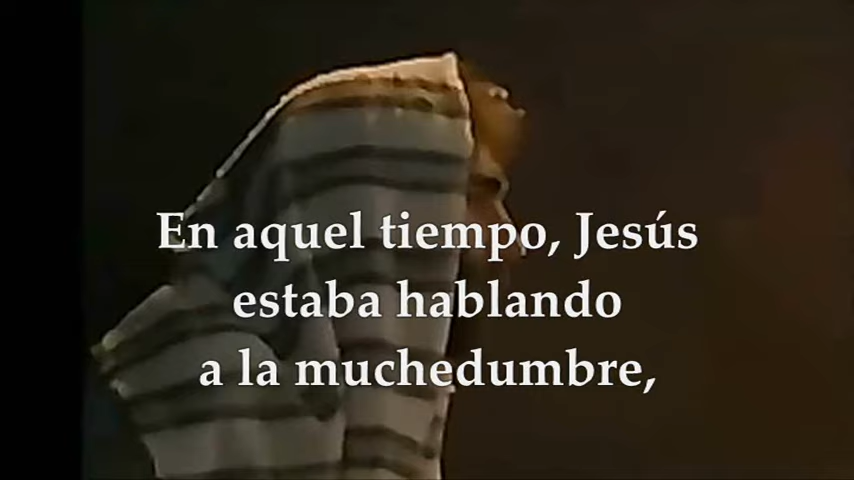 En aquel tiempo, Jesús
estaba hablando
a la muchedumbre,